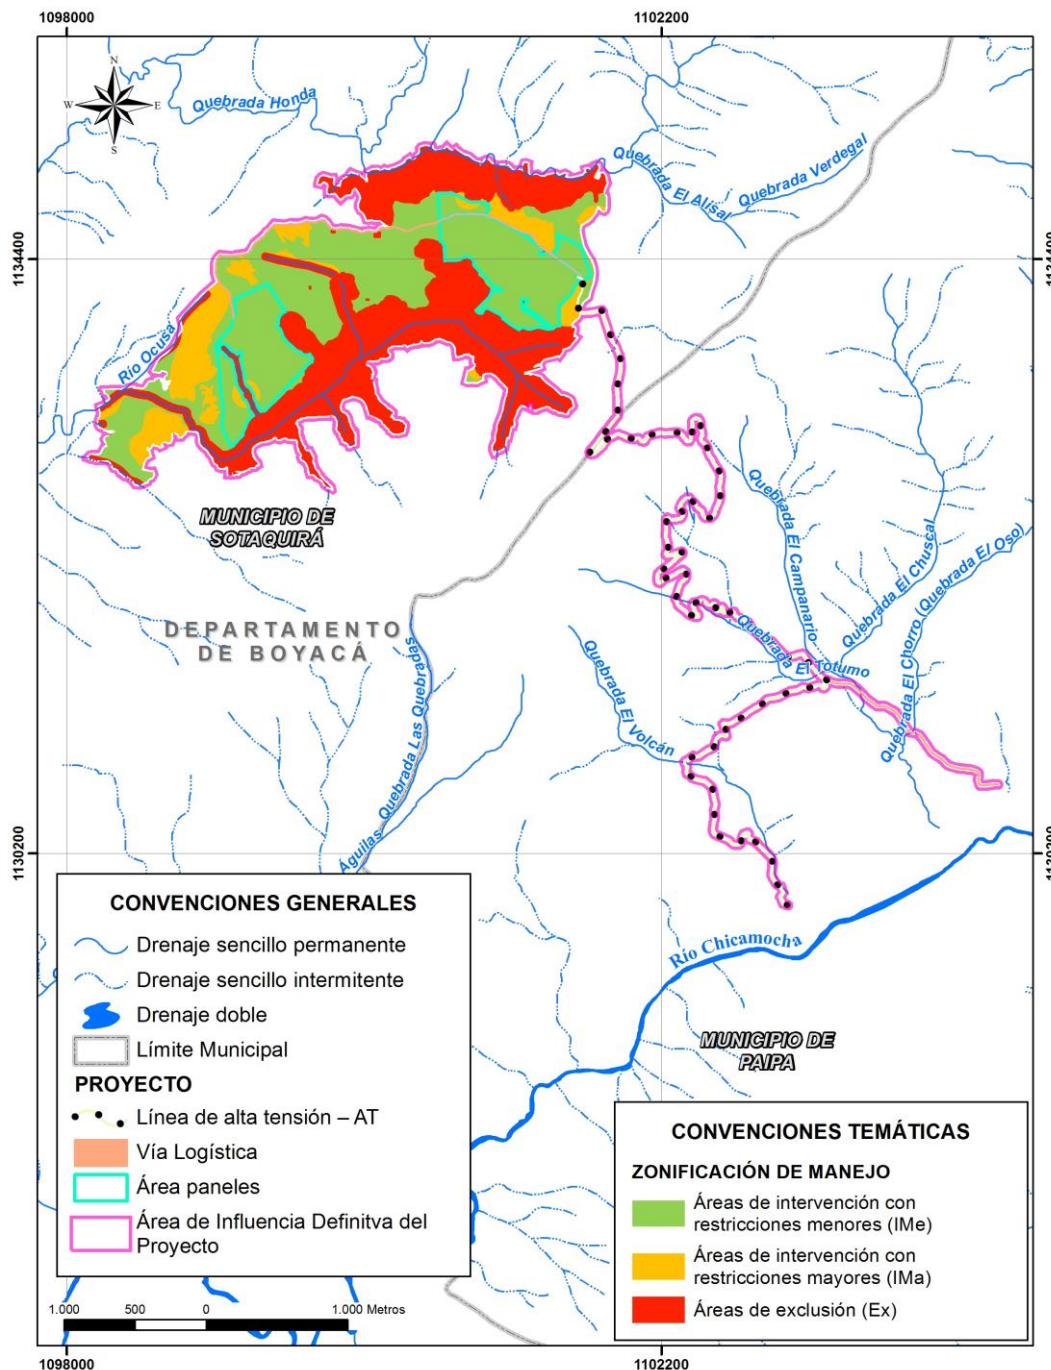 1098000
1102200
N
W
E
S
Quebrada Honda
Quebrada El Alisal
Quebrada Verdegal
1134400
1134400
Río Ocusa
MUNICIPIO DE
SOTAQUIRÁ
DEPARTAMENTO
DE BOYACÁ
Quebrada El Campanario
Quebrada El Chuscal
Quebrada El Chorro (Quebrada El Oso)
Quebrada El Totumo
Quebrada El Volcán
Águilas Quebrada Las Quebradas
1130200
1130200
Río Chicamocha
MUNICIPIO DE
PAIPA
CONVENCIONES GENERALES
Drenaje sencillo permanente
Drenaje sencillo intermitente
Drenaje doble
Límite Municipal
PROYECTO
Línea de alta tensión – AT
Vía Logística
Área paneles
Área de Influencia Definitva del
Proyecto
1.000 500 0 1.000 Metros
CONVENCIONES TEMÁTICAS
ZONIFICACIÓN DE MANEJO
Áreas de intervención con
restricciones menores (IMe)
Áreas de intervención con
restricciones mayores (IMa)
Áreas de exclusión (Ex)
1098000
1102200